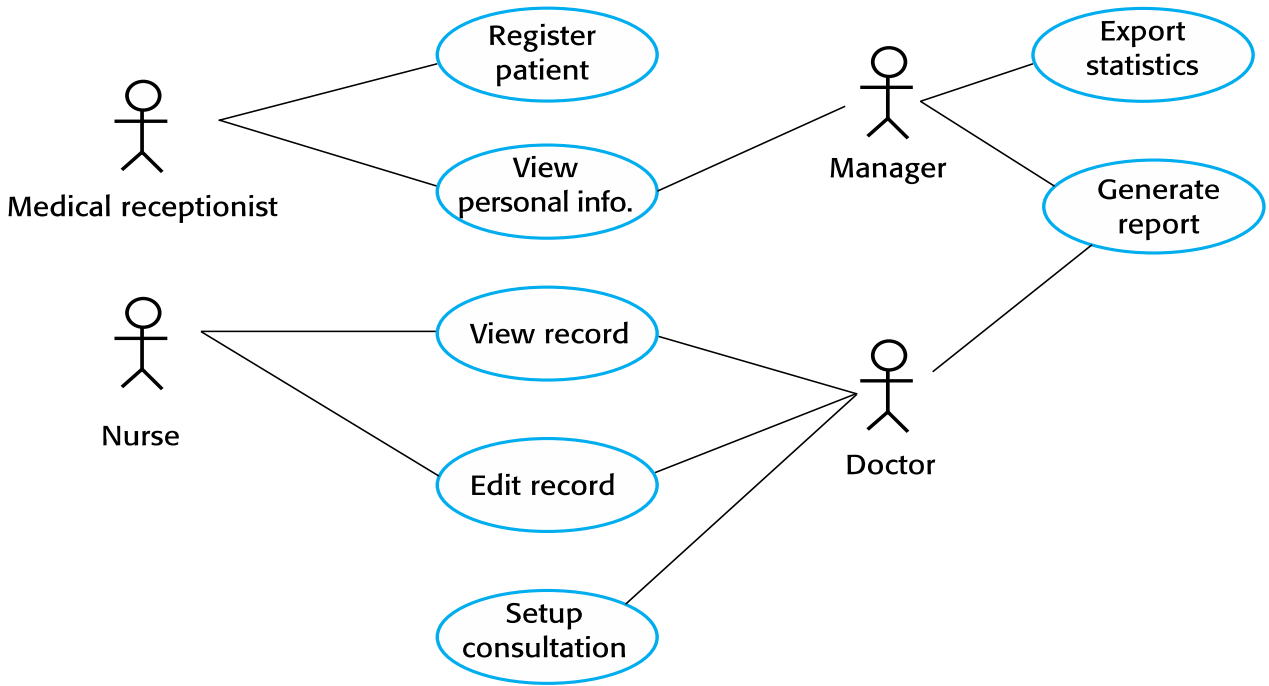 Register
patient
Export
statistics
Medical receptionist
View
personal info.
Manager
Generate
report
Nurse
View record
Edit record
Doctor
Setup
consultation